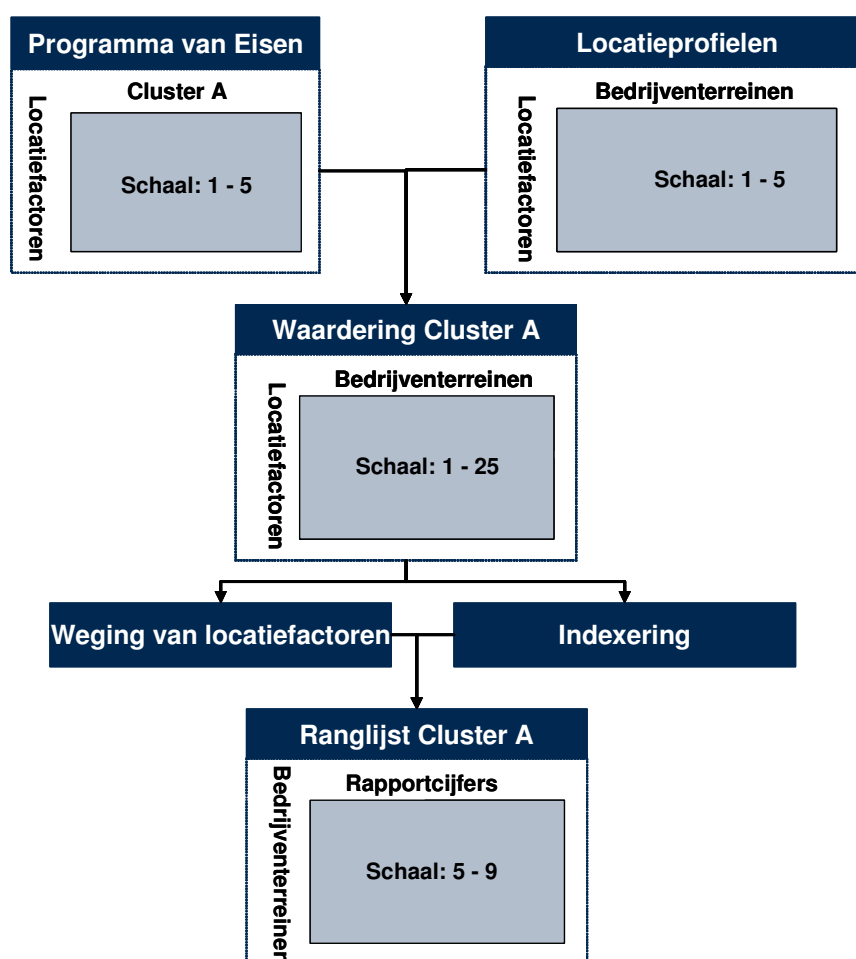 Programma van Eisen
Cluster A
Locatiefactoren
Schaal: 1 - 5
Locatieprofielen
Bedrijventerreinen
Locatiefactoren
Schaal: 1 - 5
Waardering Cluster A
Bedrijventerreinen
Locatiefactoren
Schaal: 1 - 25
Weging van locatiefactoren
Indexering
Ranglijst Cluster A
Rapportcijfers
Bedrijventerreinen
Schaal: 5 - 9